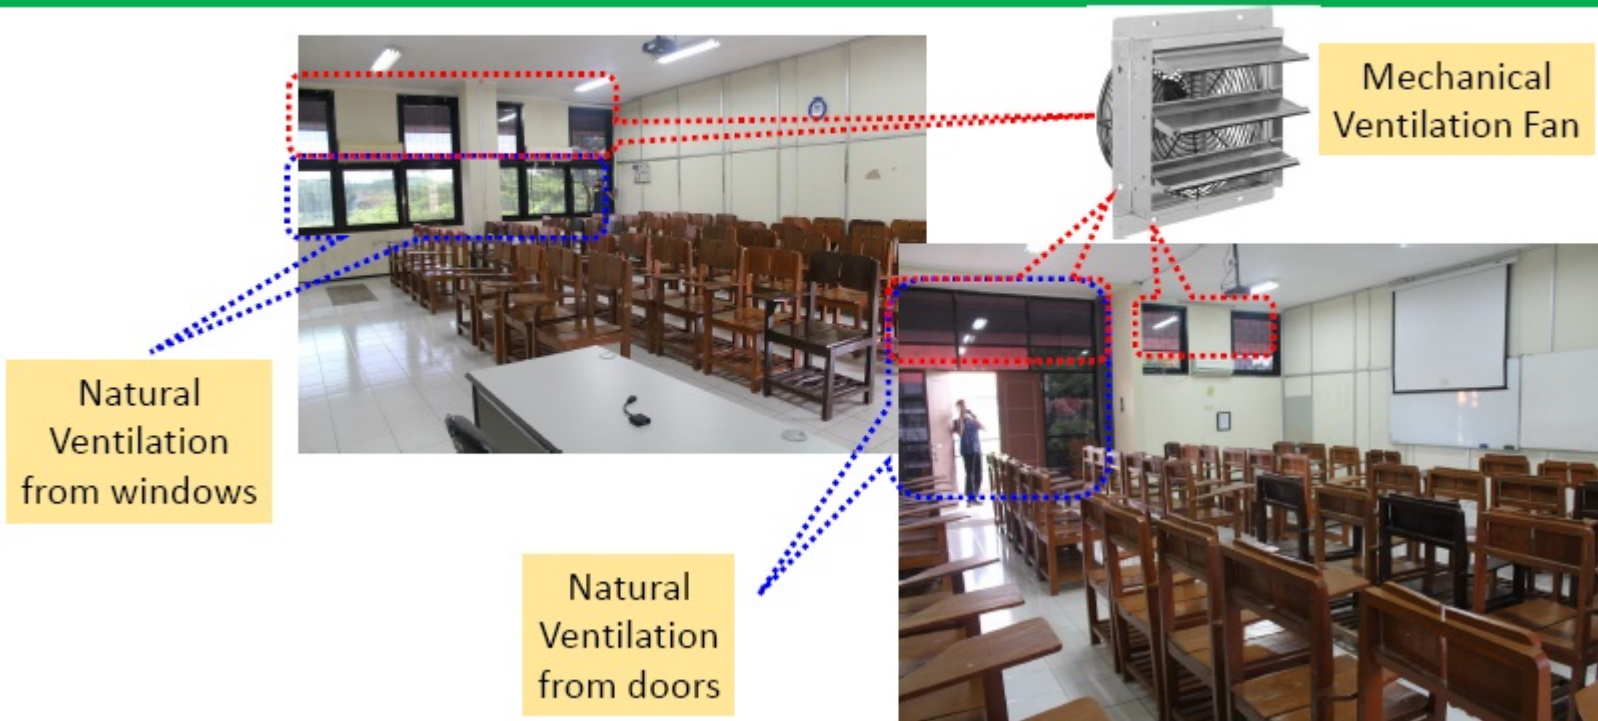 Mechanical
Ventilation Fan
Natural
Ventilation
from windows
Natural
Ventilation
from doors